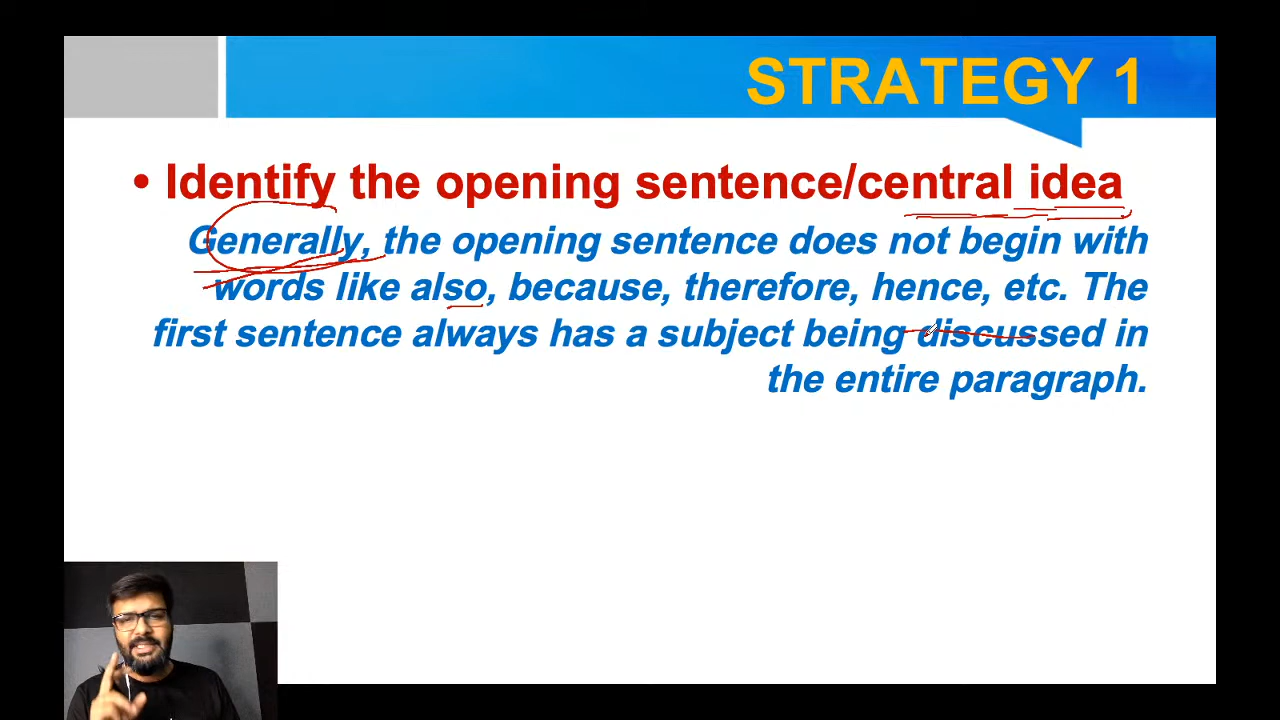 STRATEGY 1
• Identify the opening sentence/central idea
Generally, the opening sentence does not begin with
words like also, because, therefore, hence, etc. The
first sentence always has a subject being discussed in
the entire paragraph.